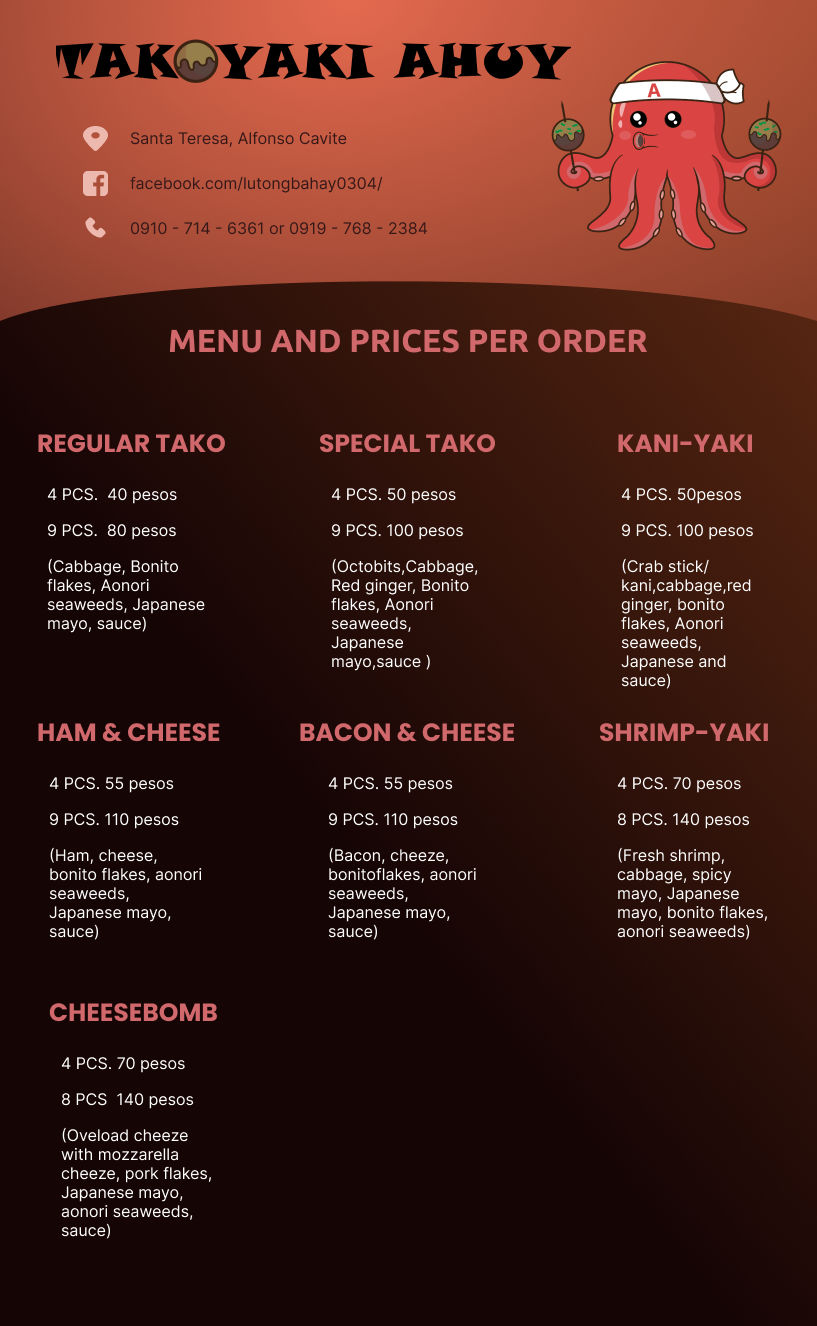 TAKOYAKI AHUY
A
Santa Teresa, Alfonso Cavite
facebook.com/lutongbahay0304/
0910 - 714 - 6361 or 0919 - 768 - 2384
MENU AND PRICES PER ORDER
REGULAR TAKO
4 PCS.  40 pesos
9 PCS.  80 pesos
(Cabbage, Bonito
flakes, Aonori
seaweeds, Japanese
mayo, sauce)
SPECIAL TAKO
4 PCS. 50 pesos
9 PCS. 100 pesos
(Octobits,Cabbage,
Red ginger, Bonito
flakes, Aonori
seaweeds,
Japanese
mayo,sauce )
KANI-YAKI
4 PCS. 50pesos
9 PCS. 100 pesos
(Crab stick/
kani,cabbage,red
ginger, bonito
flakes, Aonori
seaweeds,
Japanese and
sauce)
HAM & CHEESE
4 PCS. 55 pesos
9 PCS. 110 pesos
(Ham, cheese,
bonito flakes, aonori
seaweeds,
Japanese mayo,
sauce)
BACON & CHEESE
4 PCS. 55 pesos
9 PCS. 110 pesos
(Bacon, cheeze,
bonitoflakes, aonori
seaweeds,
Japanese mayo,
sauce)
SHRIMP-YAKI
4 PCS. 70 pesos
8 PCS. 140 pesos
(Fresh shrimp,
cabbage, spicy
mayo, Japanese
mayo, bonito flakes,
aonori seaweeds)
CHEESEBOMB
4 PCS. 70 pesos
8 PCS  140 pesos
(Oveload cheeze
with mozzarella
cheeze, pork flakes,
Japanese mayo,
aonori seaweeds,
sauce)